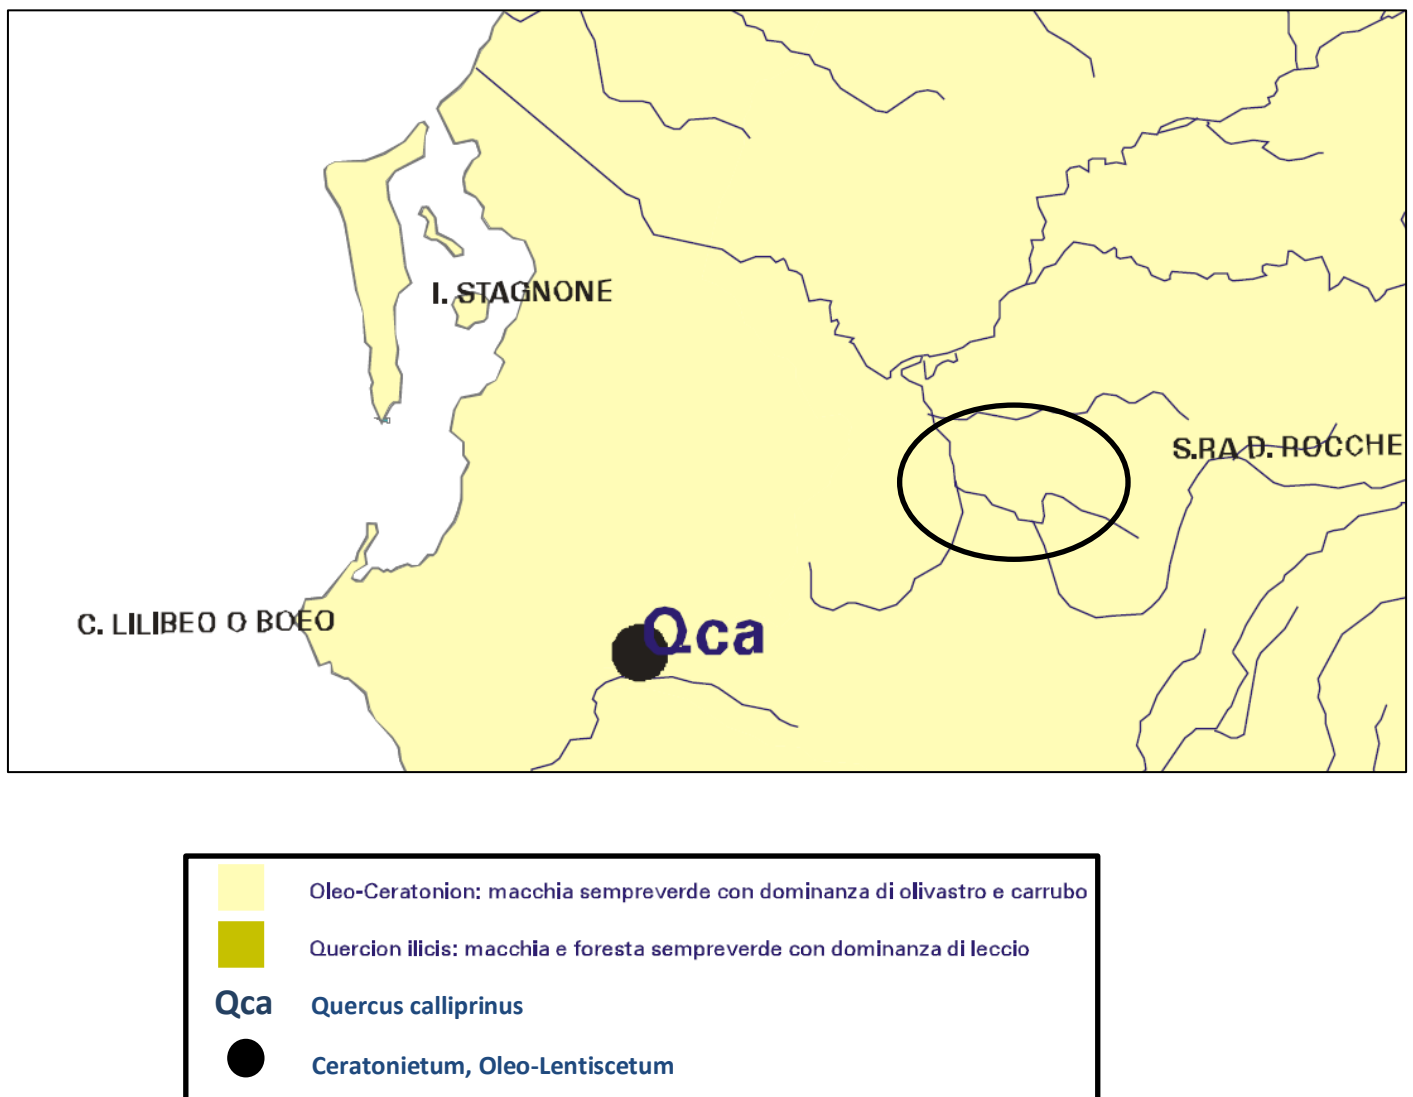 I. STAGNONE
S.RA D. ROCCHE
C. LILIBEO O BOEO
Qca
Oleo-Ceratonion: macchia sempreverde con dominanza di olivastro e carrubo
Quercion ilicis: macchia e foresta sempreverde con dominanza di leccio
Qca Quercus calliprinus
Ceratonietum, Oleo-Lentiscetum